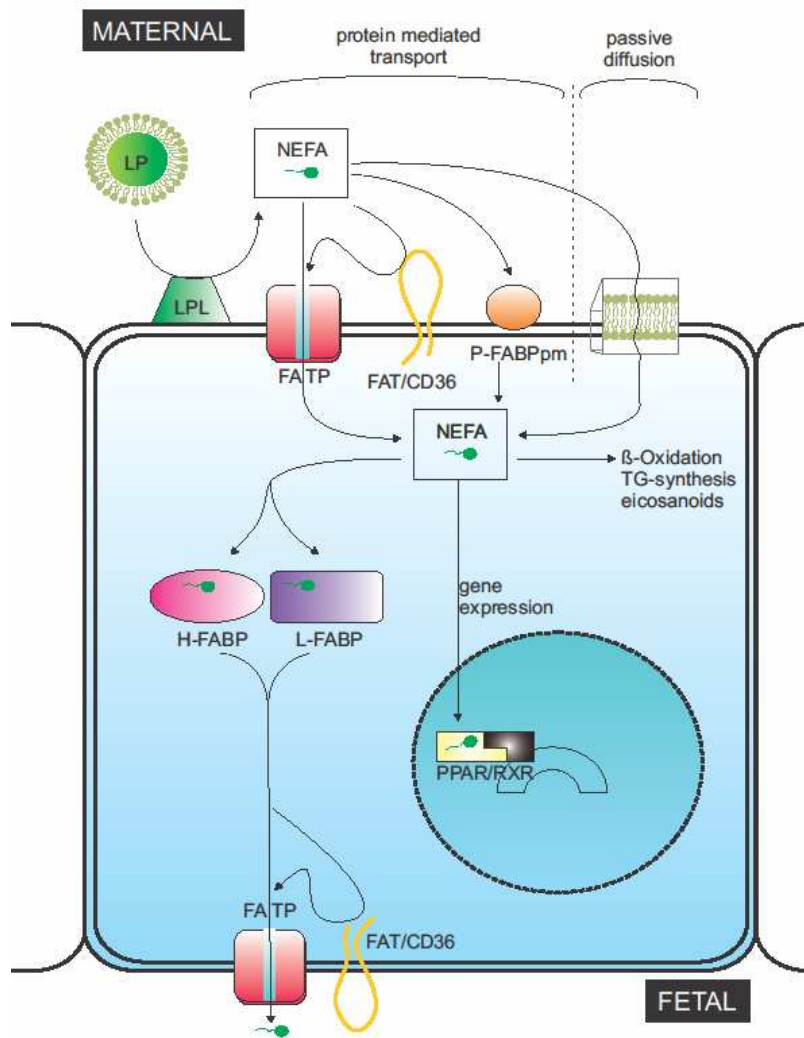 MATERNAL
protein mediated
transport
passive
diffusion
LP
NEFA
LPL
FATP
FAT/CD36
P-FABPpm
NEFA
ß-Oxidation
TG-synthesis
eicosanoids
gene
expression
H-FABP
L-FABP
PPAR/RXR
FATP
FAT/CD36
FETAL